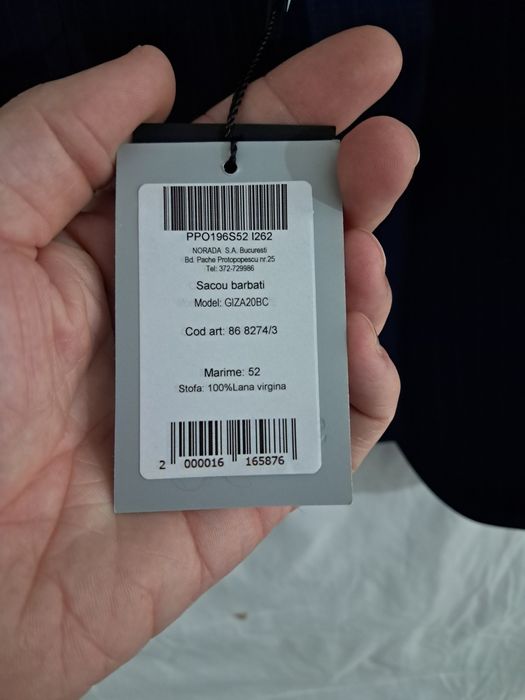 PPO196S52 I262
NORADA S.A. Bucuresti
Bd. Pache Protopopescu nr.25
Tel: 372-729986
Sacou barbati
Model: GIZA20BC
Cod art: 86 8274/3
Marime: 52
Stofa: 100%Lana virgina
2 000016 165876